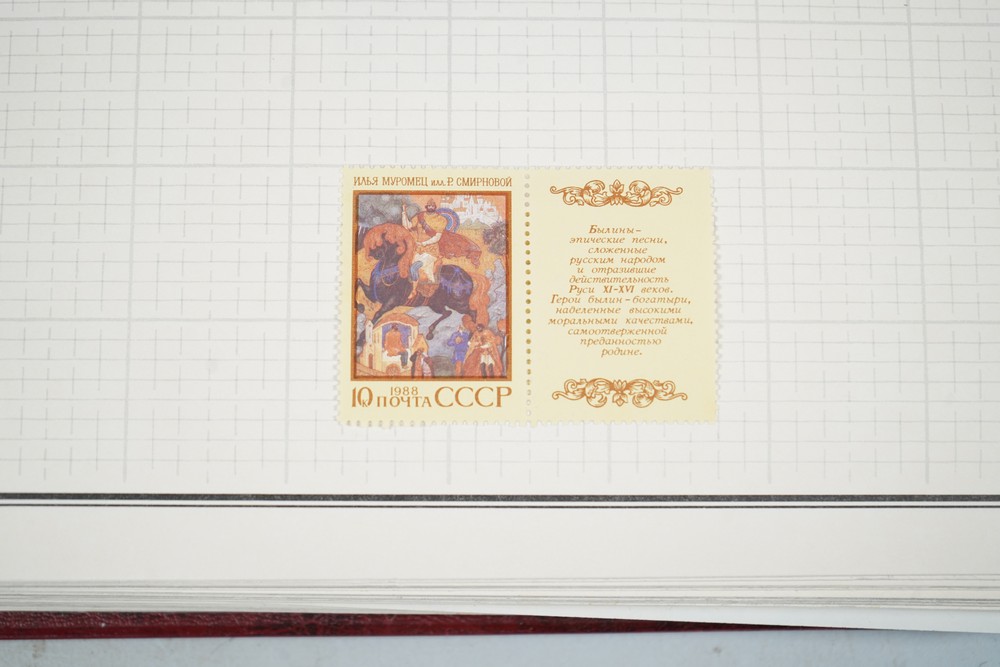 ИЛЬЯ МУРОМЕЦ ИЛЛ. Р. СМИРНОВОЙ
10к 1988 ПОЧТА СССР
Былины–
эпические песни,
сложенные
русским народом
и отразившие
действительность
Руси XI-XVI веков.
Герои былин–богатыри,
наделенные высокими
моральными качествами,
самоотверженной
преданностью
родине.